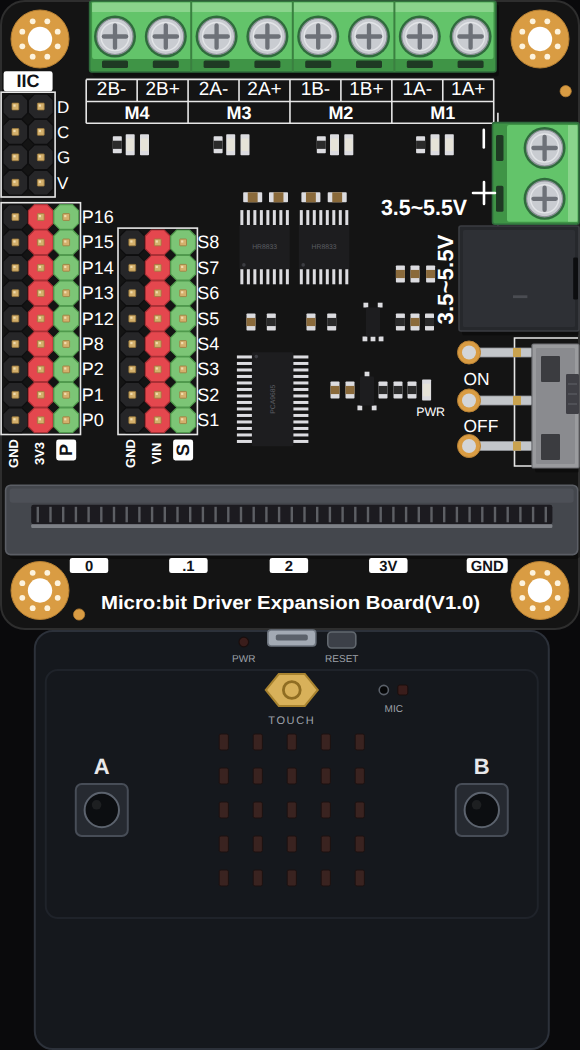 IIC
2B- 2B+ 2A- 2A+ 1B- 1B+ 1A- 1A+
M4 M3 M2 M1
D
C
G
V
3.5~5.5V
3.5~5.5V
P16
P15
P14
P13
P12
P8
P2
P1
P0
GND 3V3 P
S8
S7
S6
S5
S4
S3
S2
S1
GND VIN S
HR8833 HR8833
PCA9685
PWR
ON
OFF
0 .1 2 3V GND
Micro:bit Driver Expansion Board(V1.0)
PWR RESET
TOUCH
MIC
A B